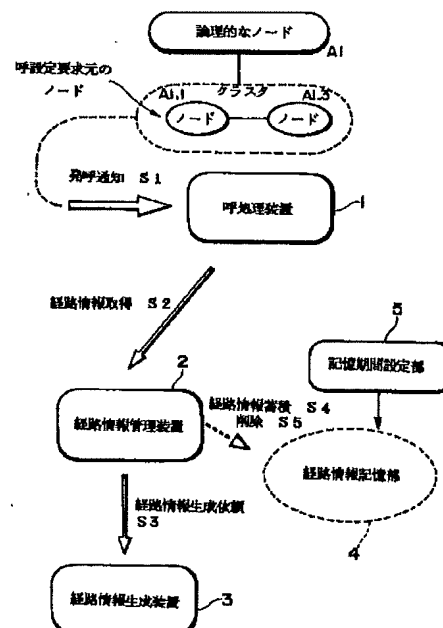 論理的なノード
A1
呼設定要求元の
ノード
A1.1
クラスタ
A1.3
ノード
ノード
発呼通知 S1
呼処理装置
1
経路情報取得 S2
5
記憶期間設定部
2
経路情報管理装置
経路情報蓄積 S4
削除 S5
経路情報記憶部
4
経路情報生成依頼
S3
経路情報生成装置
3